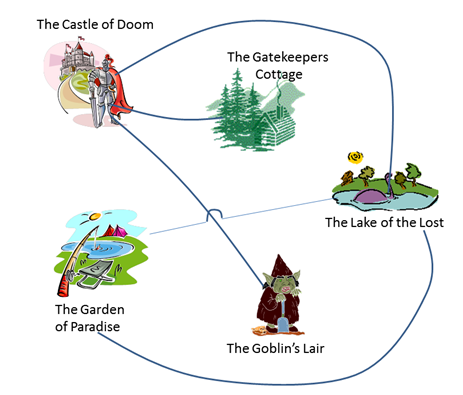 The Castle of Doom
The Gatekeepers
Cottage
The Lake of the Lost
The Garden
of Paradise
The Goblin's Lair